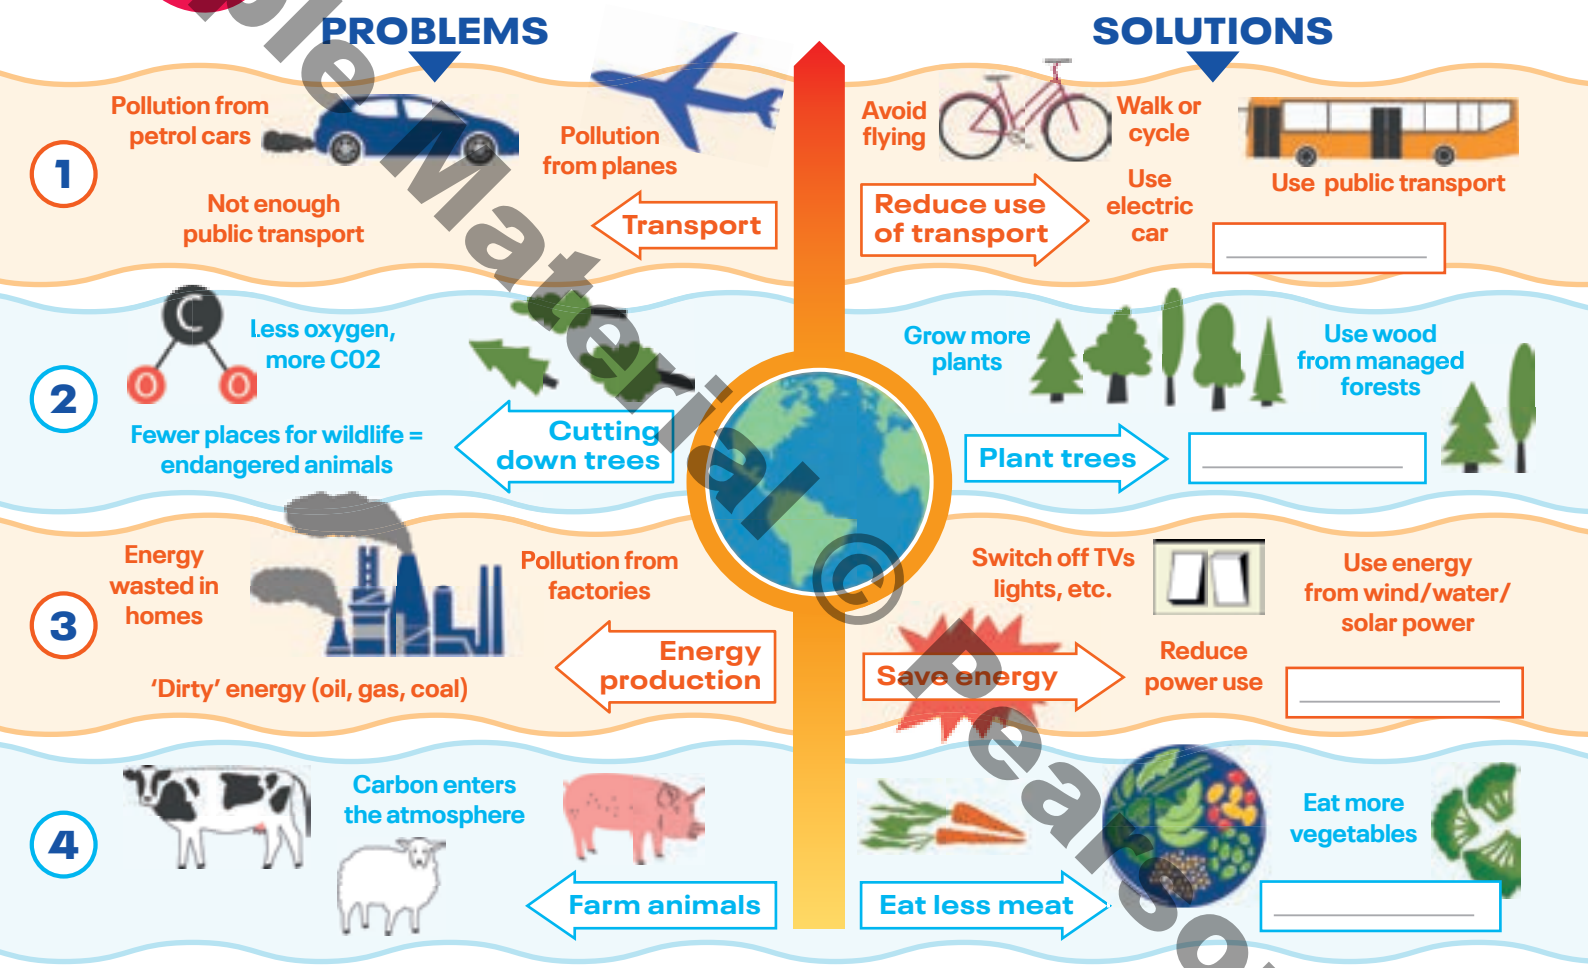 PROBLEMS
SOLUTIONS
1
Pollution from
petrol cars
Pollution
from planes
Not enough
public transport
Transport
Avoid
flying
Walk or
cycle
Use public transport
Use
electric
car
Reduce use
of transport
2
C
O O
Less oxygen,
more CO2
Fewer places for wildlife =
endangered animals
Cutting
down trees
Grow more
plants
Use wood
from managed
forests
Plant trees
3
Energy
wasted in
homes
Pollution from
factories
'Dirty' energy (oil, gas, coal)
Energy
production
Switch off TVs
lights, etc.
Use energy
from wind/water/
solar power
Save energy
Reduce
power use
4
Carbon enters
the atmosphere
Farm animals
Eat more
vegetables
Eat less meat
ple Material © Pearso